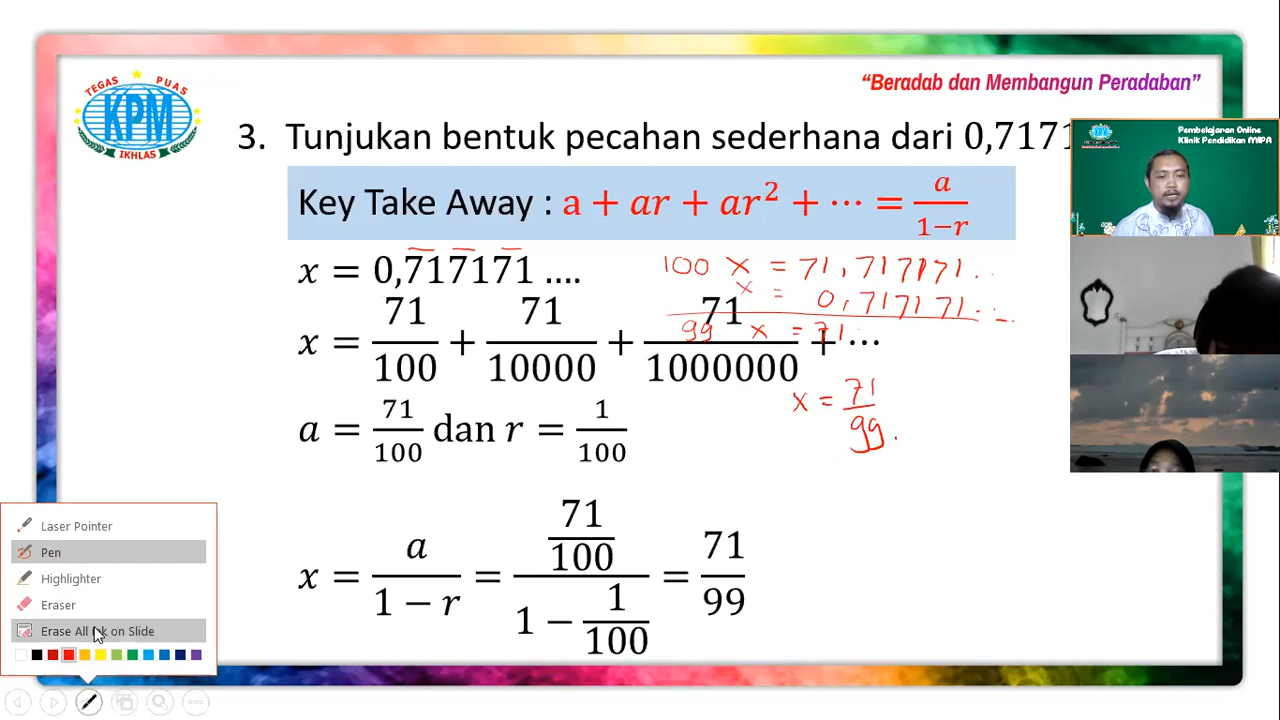 TEGAS PUAS
KPM
IKHLAS
“Beradab dan Membangun Peradaban”
3. Tunjukan bentuk pecahan sederhana dari 0,7171
Key Take Away : a + ar + ar² + ⋯ = a/(1−r)
x = 0,717171 ....
100 x = 71,717171...
x = 0,717171...
99 x = 71
x = 71/100 + 71/10000 + 71/1000000 + ⋯
x = 71/99.
a = 71/100 dan r = 1/100
x = a/(1 − r) = (71/100)/(1 − 1/100) = 71/99
Pembelajaran Online
Klinik Pendidikan MIPA
KPM
Laser Pointer
Pen
Highlighter
Eraser
Erase All Ink on Slide